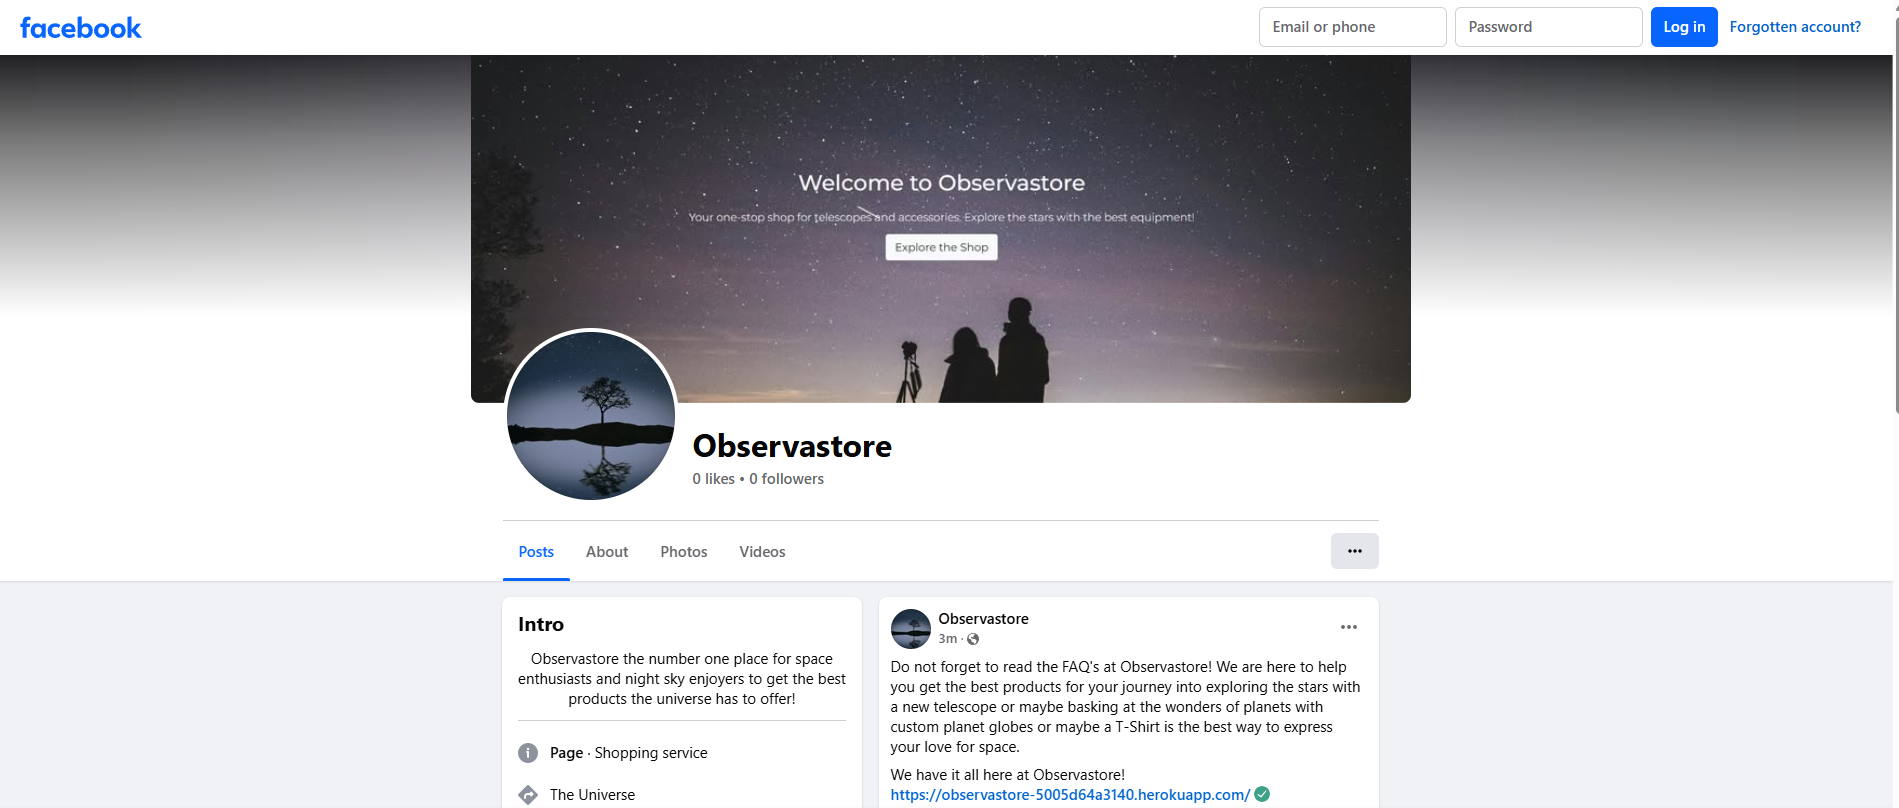 facebook
Email or phone
Password
Log in
Forgotten account?
Welcome to Observastore
Your one-stop shop for telescopes and accessories. Explore the stars with the best equipment!
Explore the Shop
Observastore
0 likes • 0 followers
Posts
About
Photos
Videos
Intro
Observastore the number one place for space
enthusiasts and night sky enjoyers to get the best
products the universe has to offer!
Page · Shopping service
The Universe
Observastore
3m ·
Do not forget to read the FAQ's at Observastore! We are here to help
you get the best products for your journey into exploring the stars with
a new telescope or maybe basking at the wonders of planets with
custom planet globes or maybe a T-Shirt is the best way to express
your love for space.
We have it all here at Observastore!
https://observastore-5005d64a3140.herokuapp.com/